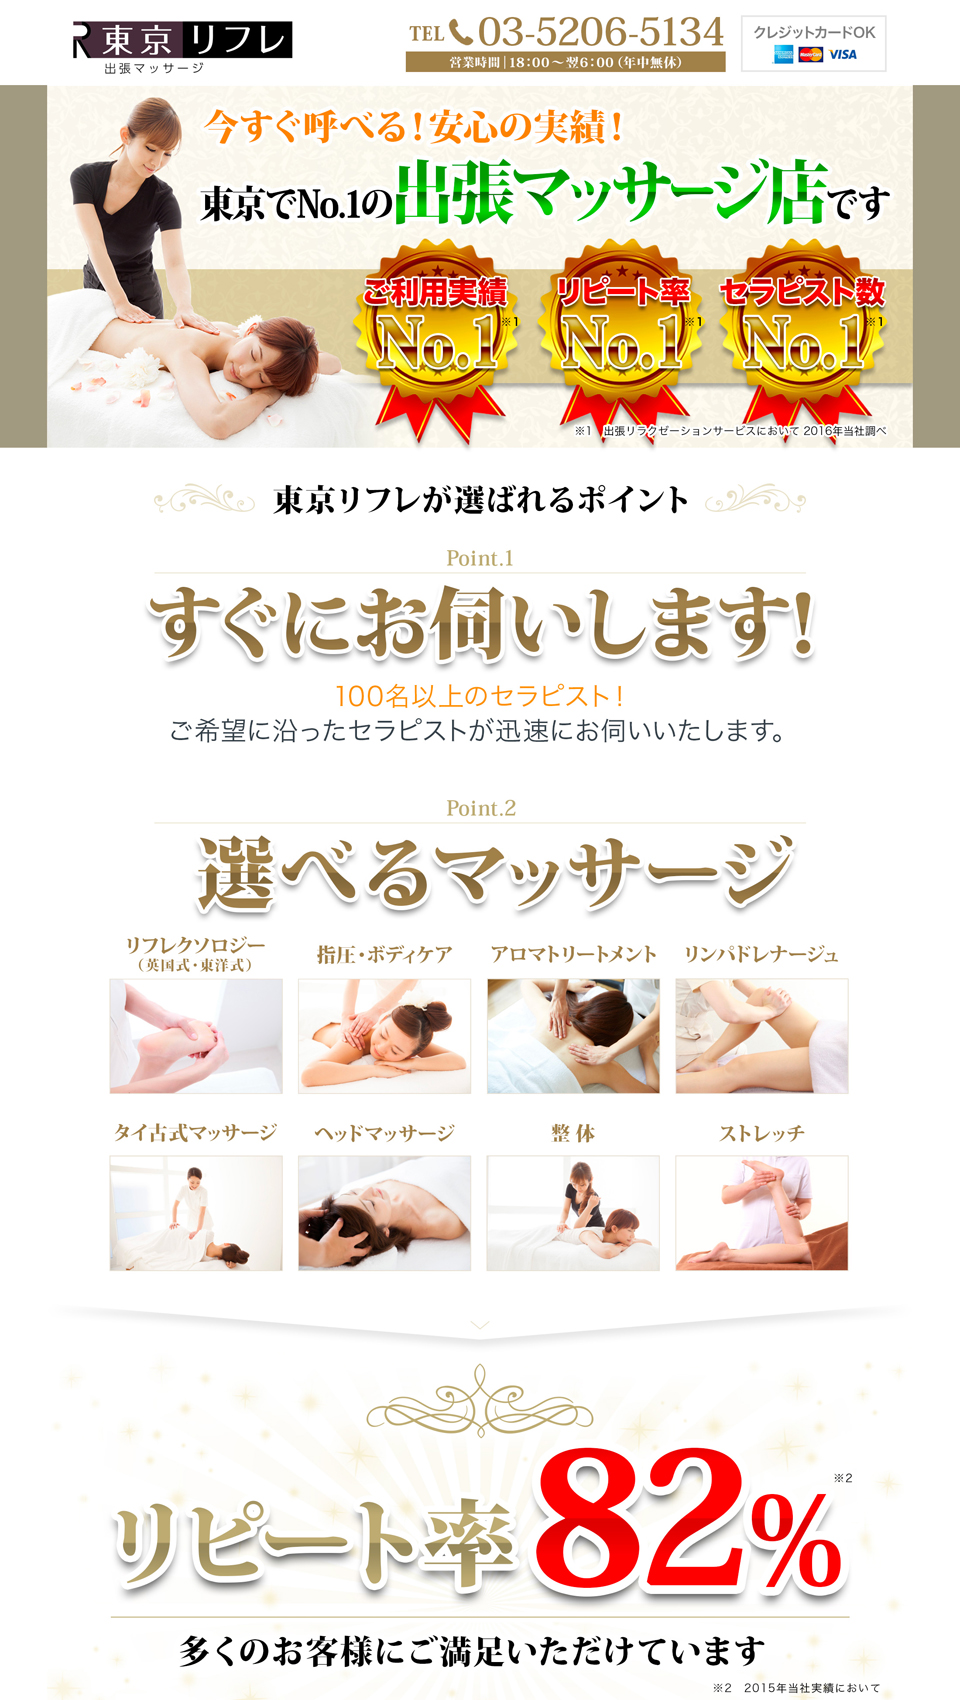 東京リフレ
出張マッサージ
TEL 03-5206-5134
営業時間｜18：00～翌6：00（年中無休）
クレジットカードOK
AMERICAN EXPRESS MasterCard VISA
今すぐ呼べる！安心の実績！
東京でNo.1の出張マッサージ店です
ご利用実績 リピート率 セラピスト数
No.1※1 No.1※1 No.1※1
※1　出張リラクゼーションサービスにおいて 2016年当社調べ
東京リフレが選ばれるポイント
Point.1
すぐにお伺いします！
100名以上のセラピスト！
ご希望に沿ったセラピストが迅速にお伺いいたします。
Point.2
選べるマッサージ
リフレクソロジー
（英国式・東洋式）
指圧・ボディケア
アロマトリートメント
リンパドレナージュ
タイ古式マッサージ
ヘッドマッサージ
整体
ストレッチ
リピート率82%※2
多くのお客様にご満足いただけています
※2　2015年当社実績において